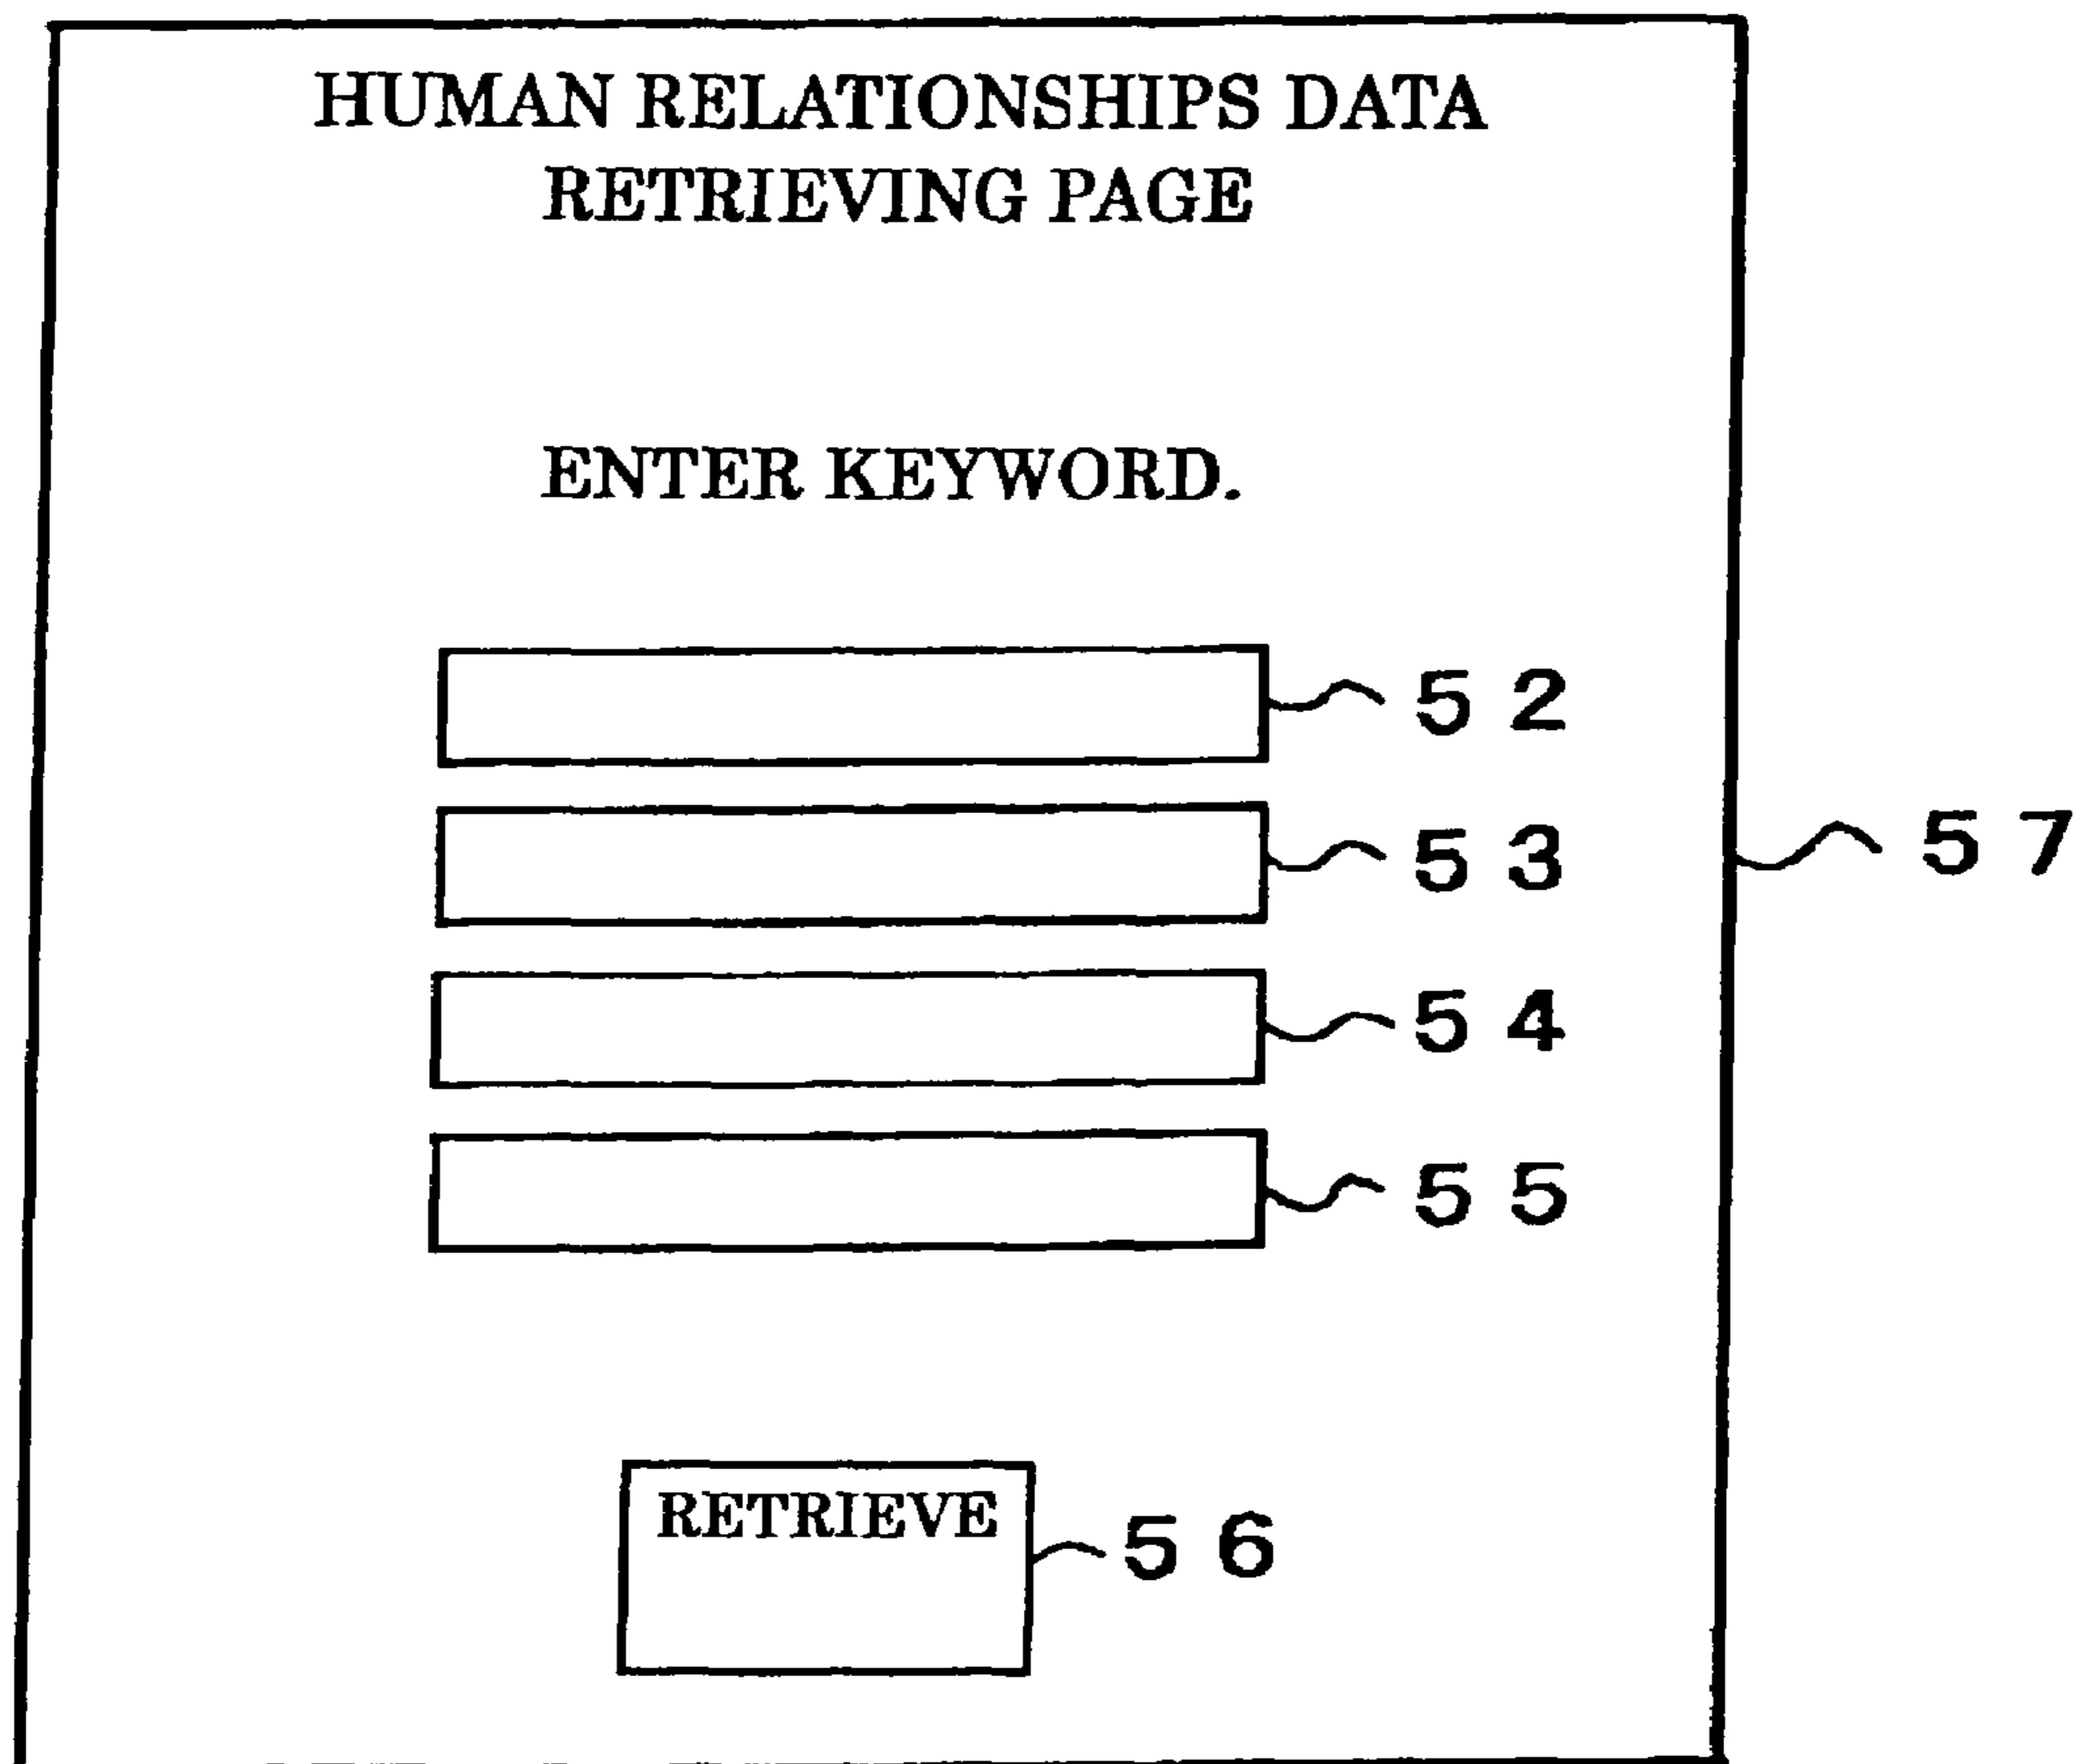 HUMAN RELATIONSHIPS DATA
RETRIEVING PAGE
ENTER KEYWORD.
52
53
57
54
55
RETRIEVE
56